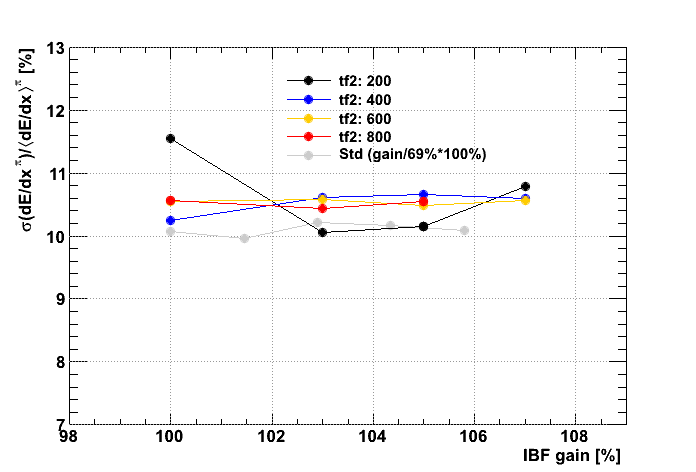 σ(dE/dx π)/⟨dE/dx⟩π [%]
13
12
11
10
9
8
7
tf2: 200
tf2: 400
tf2: 600
tf2: 800
Std (gain/69%*100%)
98 100 102 104 106 108
IBF gain [%]